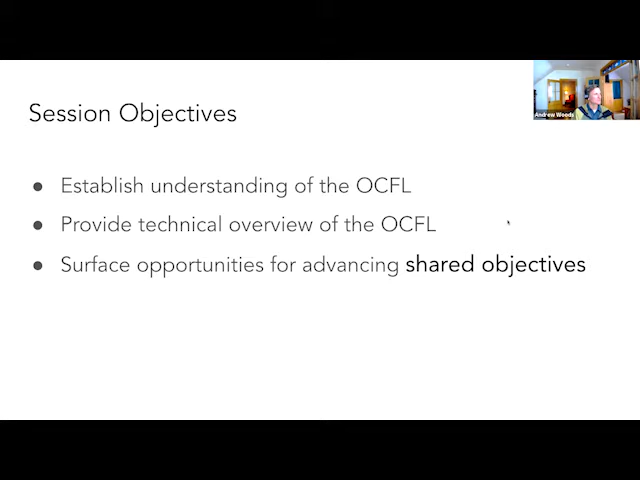 Andrew Woods
Session Objectives
● Establish understanding of the OCFL
● Provide technical overview of the OCFL
● Surface opportunities for advancing shared objectives